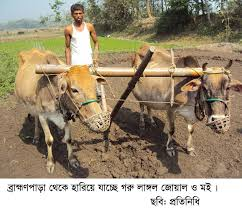 ব্রাহ্মণপাড়া থেকে হারিয়ে যাচ্ছে গরু লাঙ্গল জোয়াল ও মই ।
ছবি: প্রতিনিধি